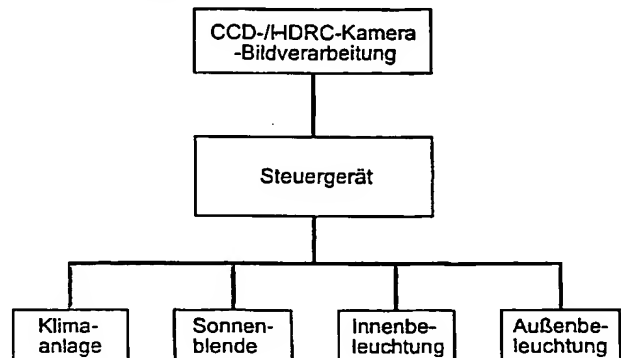 CCD-/HDRC-Kamera
-Bildverarbeitung
Steuergerät
Klima-
anlage
Sonnen-
blende
Innenbe-
leuchtung
Außenbe-
leuchtung